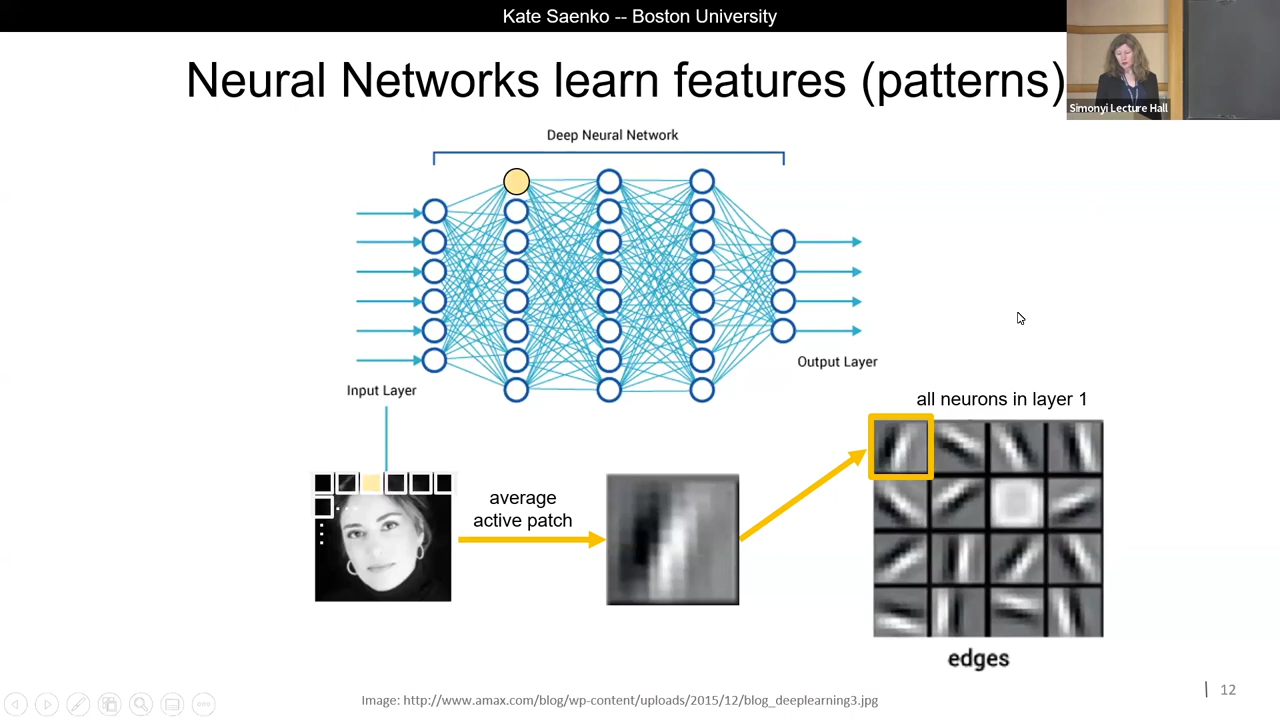 Kate Saenko -- Boston University
Neural Networks learn features (patterns)
Simonyi Lecture Hall
Deep Neural Network
Input Layer
Output Layer
all neurons in layer 1
average
active patch
edges
Image: http://www.amax.com/blog/wp-content/uploads/2015/12/blog_deeplearning3.jpg
12